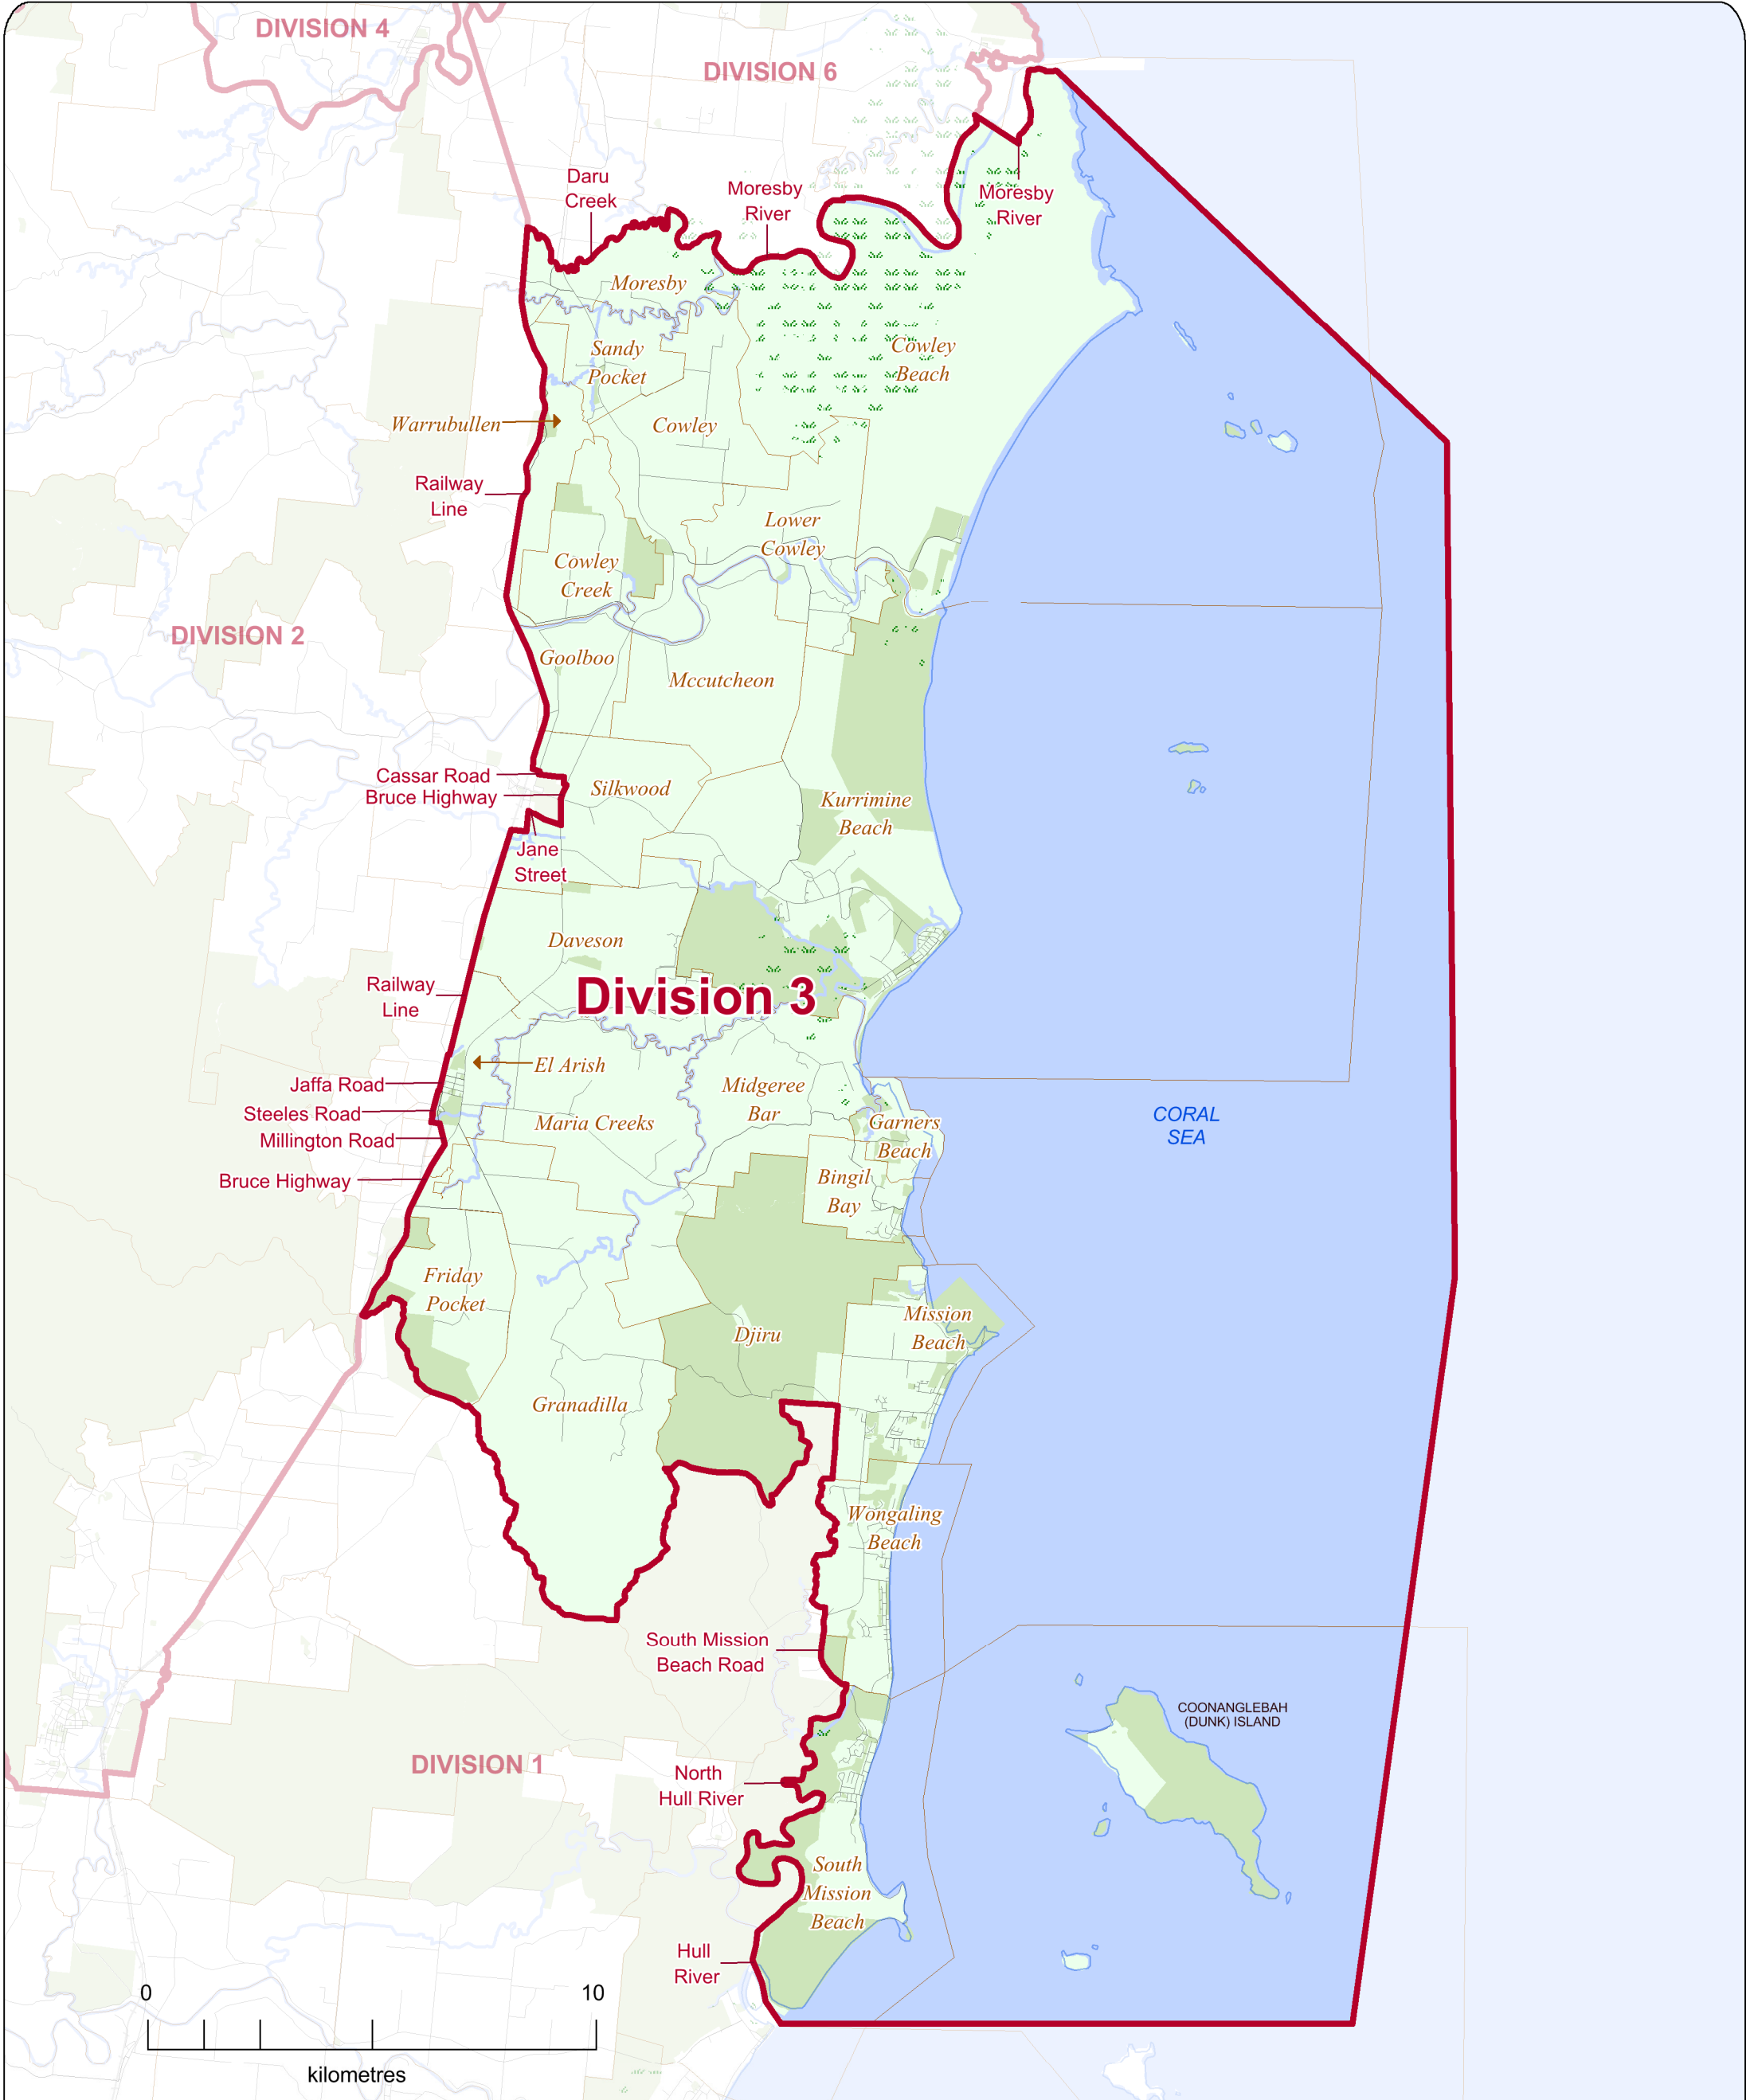 DIVISION 4
DIVISION 6
Daru
Creek
Moresby
River
Moresby
River
Moresby
Sandy
Pocket
Cowley
Beach
Warrubullen
Cowley
Railway
Line
Lower
Cowley
Cowley
Creek
DIVISION 2
Goolboo
Mccutcheon
Cassar Road
Bruce Highway
Silkwood
Kurrimine
Beach
Jane
Street
Daveson
Division 3
Railway
Line
El Arish
Jaffa Road
Steeles Road
Millington Road
Bruce Highway
Midgeree
Bar
Maria Creeks
Garners
Beach
CORAL
SEA
Bingil
Bay
Friday
Pocket
Mission
Beach
Djiru
Granadilla
Wongaling
Beach
South Mission
Beach Road
COONANGLEBAH
(DUNK) ISLAND
DIVISION 1
North
Hull River
South
Mission
Beach
Hull
River
0 10
kilometres